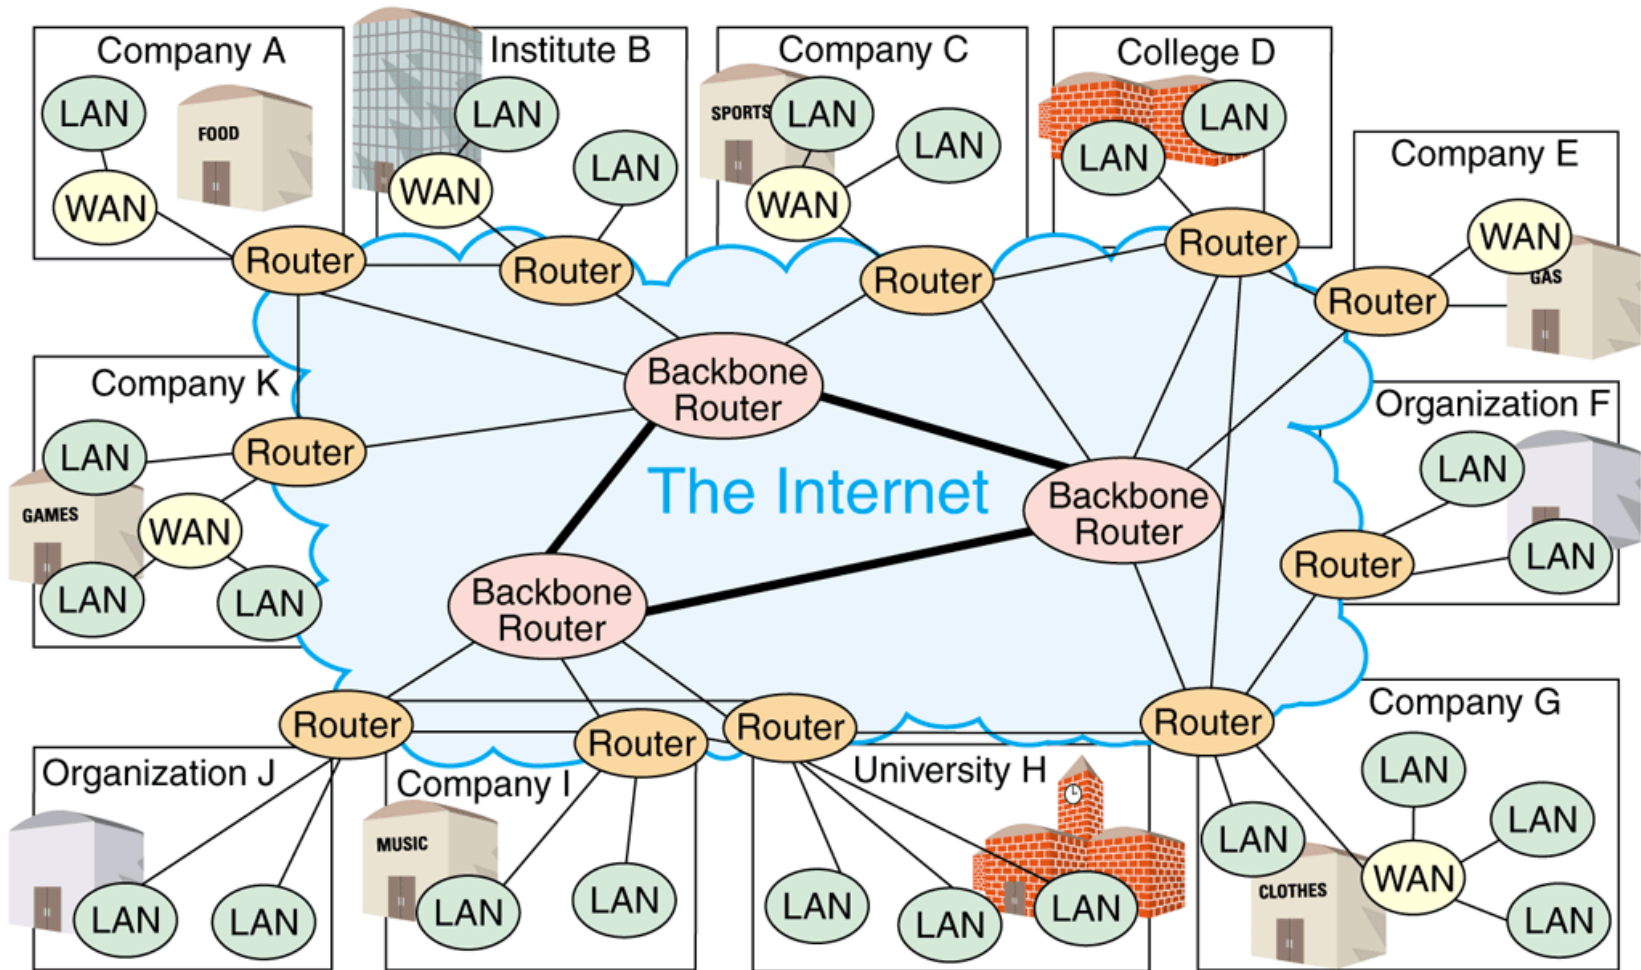 Company A
LAN
FOOD
WAN
Router
Institute B
LAN
LAN
WAN
Router
Company C
SPORTS
LAN
LAN
WAN
Router
College D
LAN
LAN
Router
Company E
WAN
GAS
Router
Company K
LAN
Router
GAMES
WAN
LAN
LAN
Backbone
Router
The Internet
Backbone
Router
Backbone
Router
Organization F
LAN
LAN
Router
Router
Organization J
LAN
LAN
Router
Company I
MUSIC
LAN
LAN
Router
University H
LAN
LAN
LAN
Router
Company G
LAN
LAN
LAN
WAN
CLOTHES
LAN